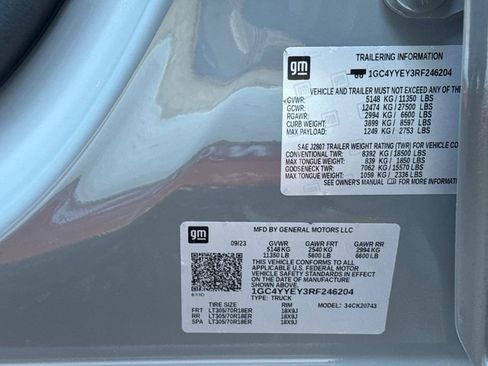 gm
TRAILERING INFORMATION
1GC4YYEY3RF246204
VEHICLE AND TRAILER MUST NOT EXCEED ANY OF
GVWR: 5148 KG / 11350 LBS
GCWR: 12474 KG / 27500 LBS
RGAWR: 2994 KG / 6600 LBS
CURB WEIGHT: 3899 KG / 8597 LBS
MAX PAYLOAD: 1249 KG / 2753 LBS
SAE J2807 TRAILER WEIGHT RATING (TWR) FOR VEHICLE CO
CONVENTIONAL TWR: 8392 KG / 18500 LBS
MAX TONGUE WEIGHT: 839 KG / 1850 LBS
GOOSENECK TWR: 7062 KG / 15570 LBS
MAX TONGUE WEIGHT: 1059 KG / 2336 LBS
SEE OWNER'S MANUAL
gm
MFD BY GENERAL MOTORS LLC
09/23 GVWR GAWR FRT GAWR RR
5148 KG 2540 KG 2994 KG
11350 LB 5600 LB 6600 LB
THIS VEHICLE CONFORMS TO ALL
APPLICABLE U.S. FEDERAL MOTOR
VEHICLE SAFETY STANDARDS IN
EFFECT ON THE DATE OF
MANUFACTURE SHOWN ABOVE.
1GC4YYEY3RF246204
TYPE: TRUCK
TIRE SIZE RIM MODEL: 34CK20743
FRT LT305/70R18ER 18X9J
RR LT305/70R18ER 18X9J
SPA LT305/70R18ER 18X9J